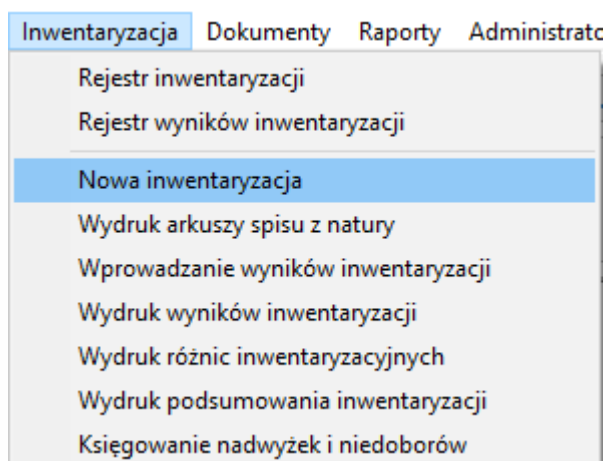 Inwentaryzacja Dokumenty Raporty Administrato
Rejestr inwentaryzacji
Rejestr wyników inwentaryzacji
Nowa inwentaryzacja
Wydruk arkuszy spisu z natury
Wprowadzanie wyników inwentaryzacji
Wydruk wyników inwentaryzacji
Wydruk różnic inwentaryzacyjnych
Wydruk podsumowania inwentaryzacji
Księgowanie nadwyżek i niedoborów